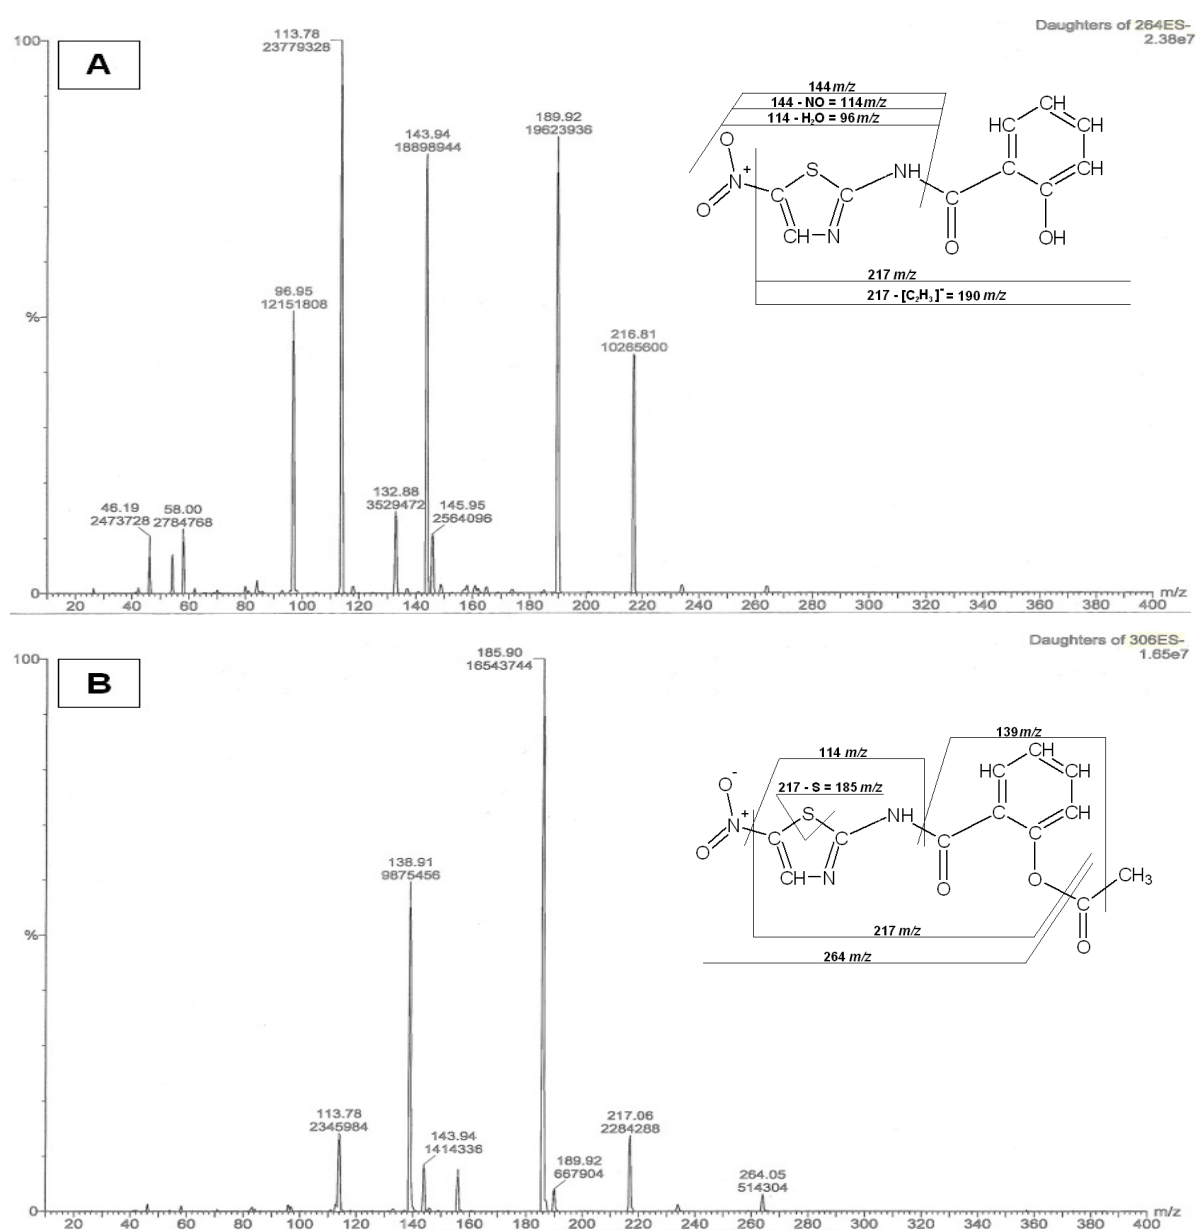 Daughters of 264ES-
2.38e7
A
100
113.78
23779328
189.92
19623936
143.94
18898944
96.95
12151808
%
216.81
10265600
132.88
3529472
145.95
2564096
46.19
2473728
58.00
2784768
0
20 40 60 80 100 120 140 160 180 200 220 240 260 280 300 320 340 360 380 400 m/z
144 m/z
144 - NO = 114 m/z
114 - H2O = 96 m/z
O
N+
O
S
C
CH
N
C
NH
C
O
C
HC
CH
CH
CH
C
OH
217 m/z
217 - [C2H3]- = 190 m/z
Daughters of 306ES-
1.65e7
B
100
185.90
16543744
138.91
9875456
%
113.78
2345984
143.94
1414336
189.92
667904
217.06
2284288
264.05
514304
0
20 40 60 80 100 120 140 160 180 200 220 240 260 280 300 320 340 360 380 400 m/z
139 m/z
114 m/z
217 - S = 185 m/z
O-
N+
O
S
C
CH
N
C
NH
C
O
C
HC
CH
CH
CH
C
O
C
CH3
O
217 m/z
264 m/z